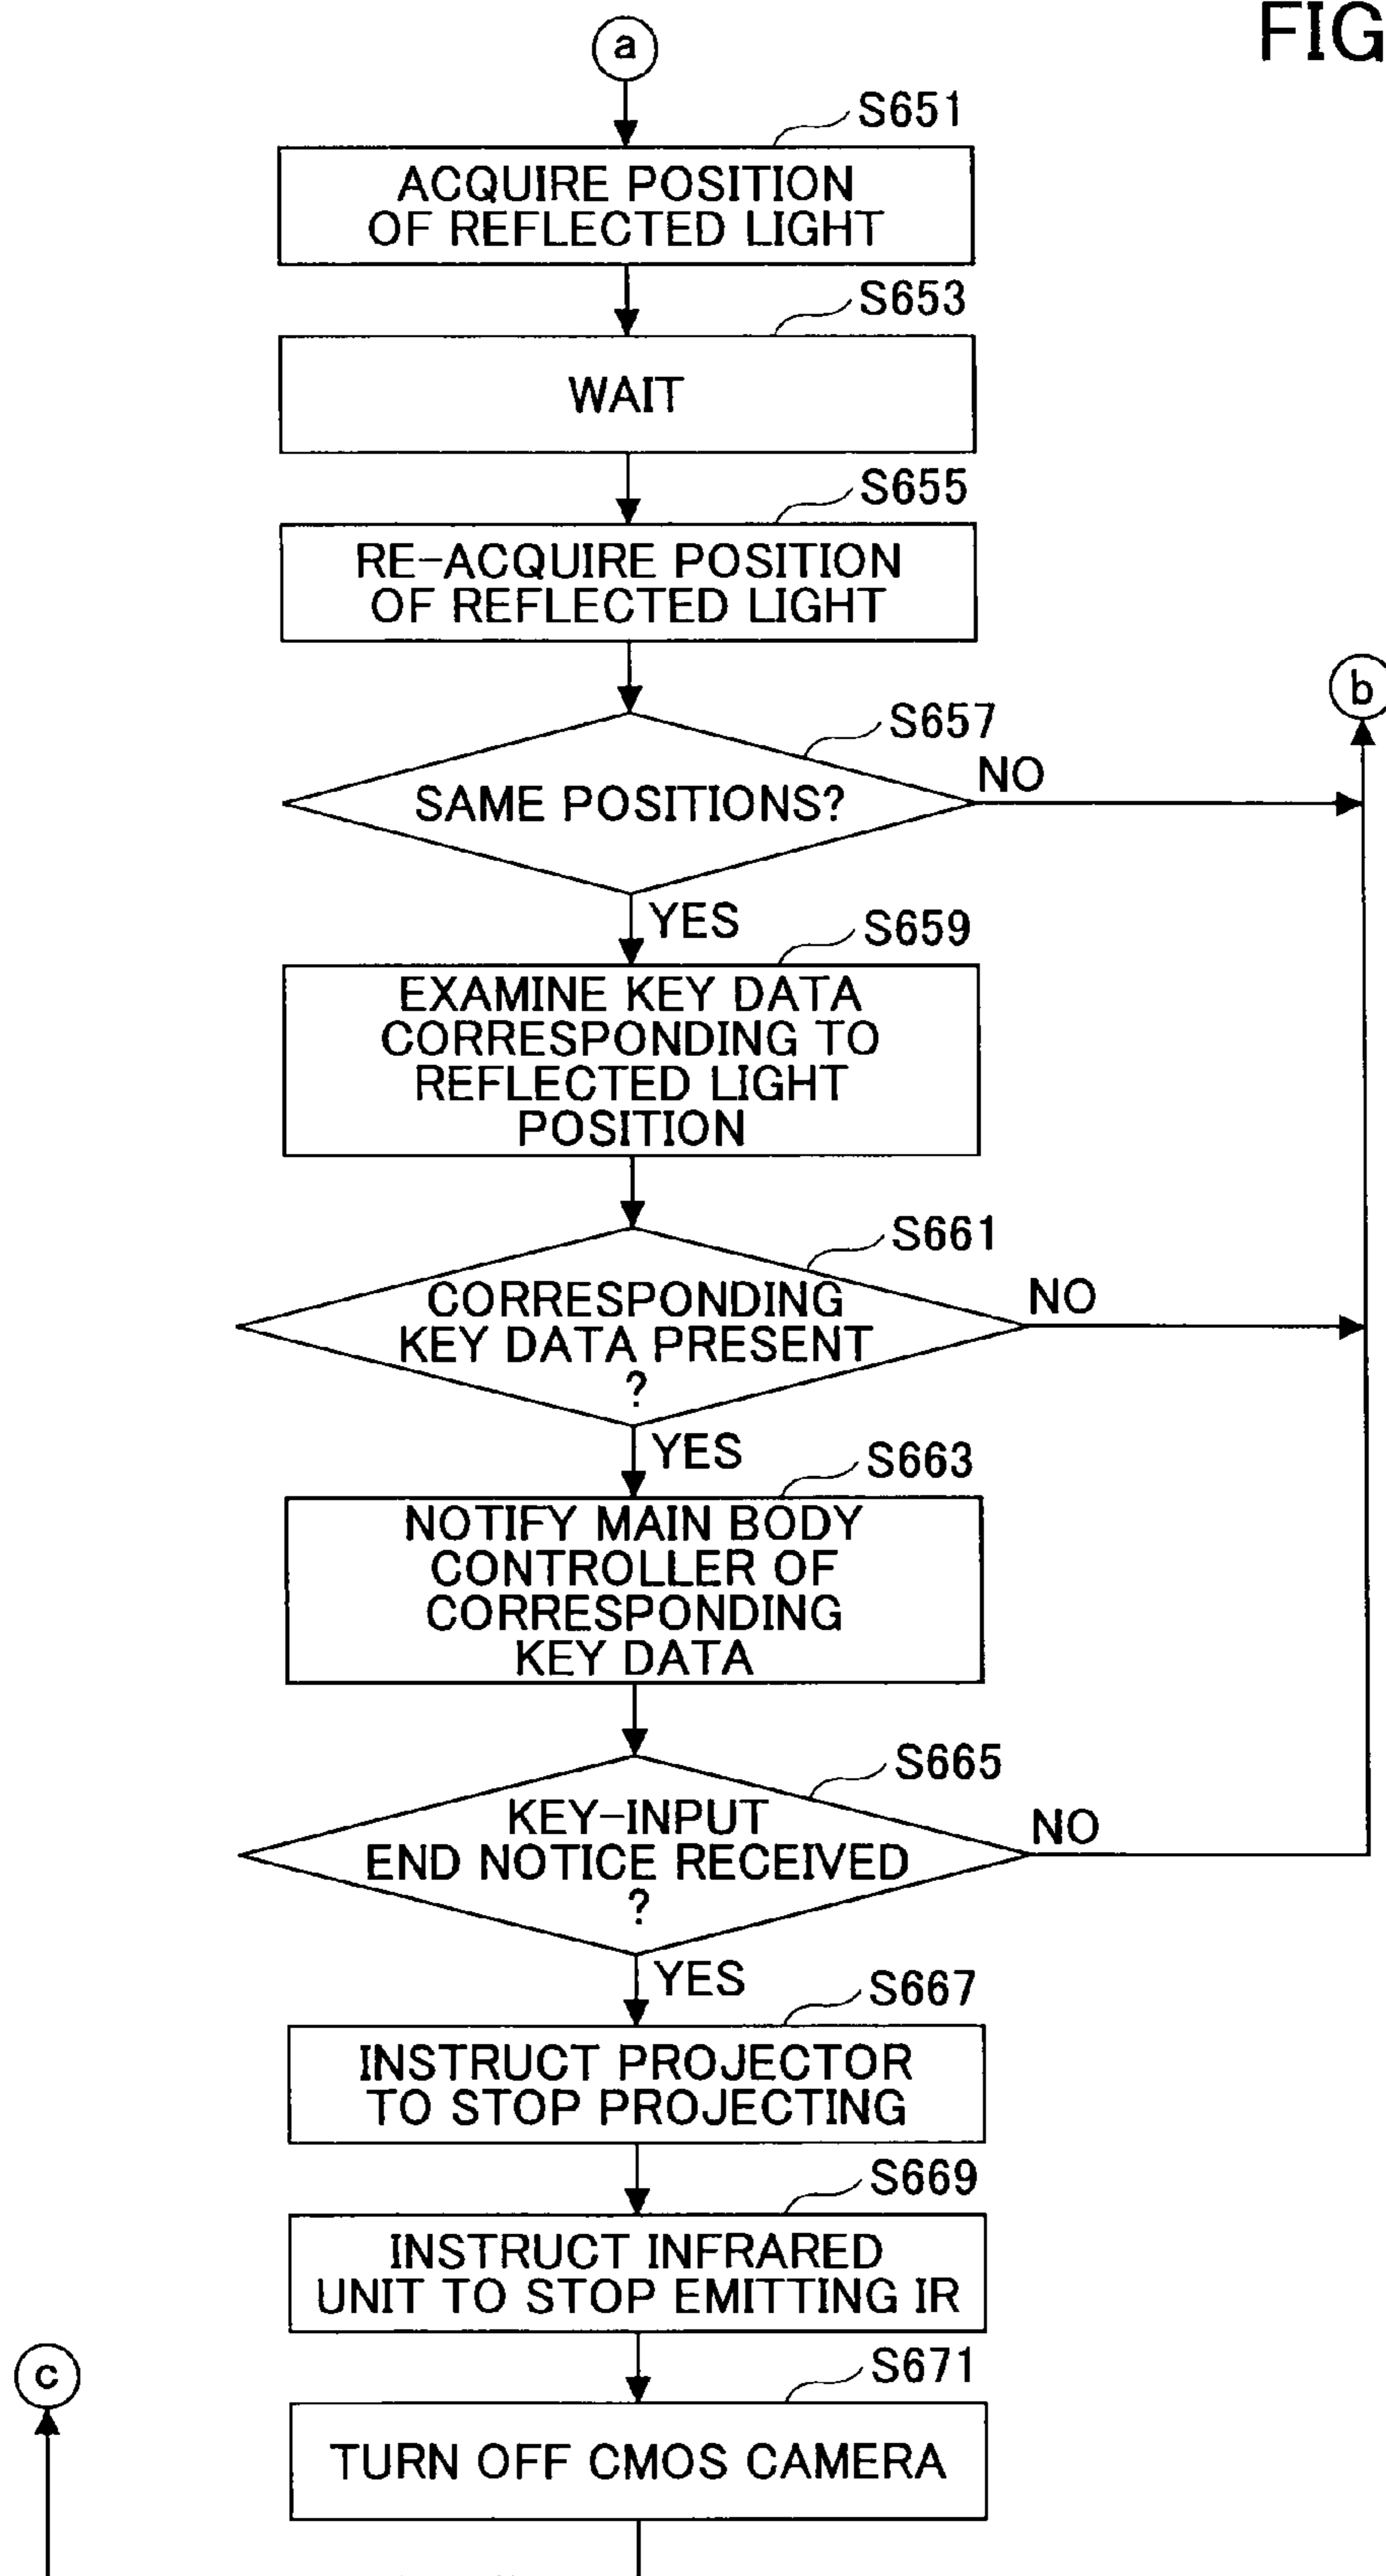 FIG
a
S651
ACQUIRE POSITION
OF REFLECTED LIGHT
S653
WAIT
S655
RE-ACQUIRE POSITION
OF REFLECTED LIGHT
b
S657
SAME POSITIONS?
NO
YES
S659
EXAMINE KEY DATA
CORRESPONDING TO
REFLECTED LIGHT
POSITION
S661
CORRESPONDING
KEY DATA PRESENT
?
NO
YES
S663
NOTIFY MAIN BODY
CONTROLLER OF
CORRESPONDING
KEY DATA
S665
KEY-INPUT
END NOTICE RECEIVED
?
NO
YES
S667
INSTRUCT PROJECTOR
TO STOP PROJECTING
S669
INSTRUCT INFRARED
UNIT TO STOP EMITTING IR
c
S671
TURN OFF CMOS CAMERA